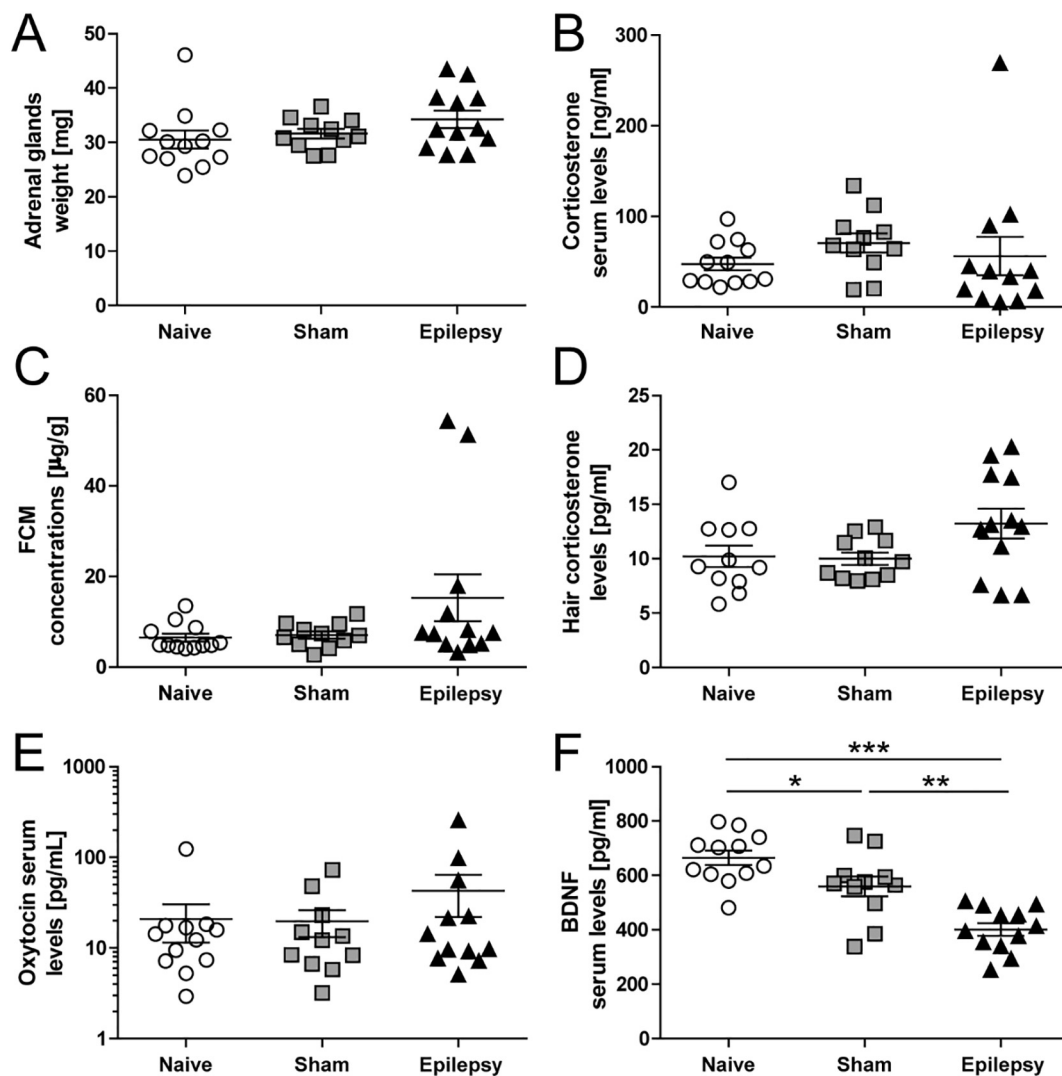 A
Adrenal glands
weight [mg]
50
40
30
20
10
0
Naive Sham Epilepsy
B
Corticosterone
serum levels [ng/ml]
300
200
100
0
Naive Sham Epilepsy
C
FCM
concentrations [µg/g]
60
40
20
0
Naive Sham Epilepsy
D
Hair corticosterone
levels [pg/ml]
25
20
15
10
5
0
Naive Sham Epilepsy
E
Oxytocin serum
levels [pg/mL]
1000
100
10
1
Naive Sham Epilepsy
F
BDNF
serum levels [pg/ml]
1000
800
600
400
200
0
***
* **
Naive Sham Epilepsy